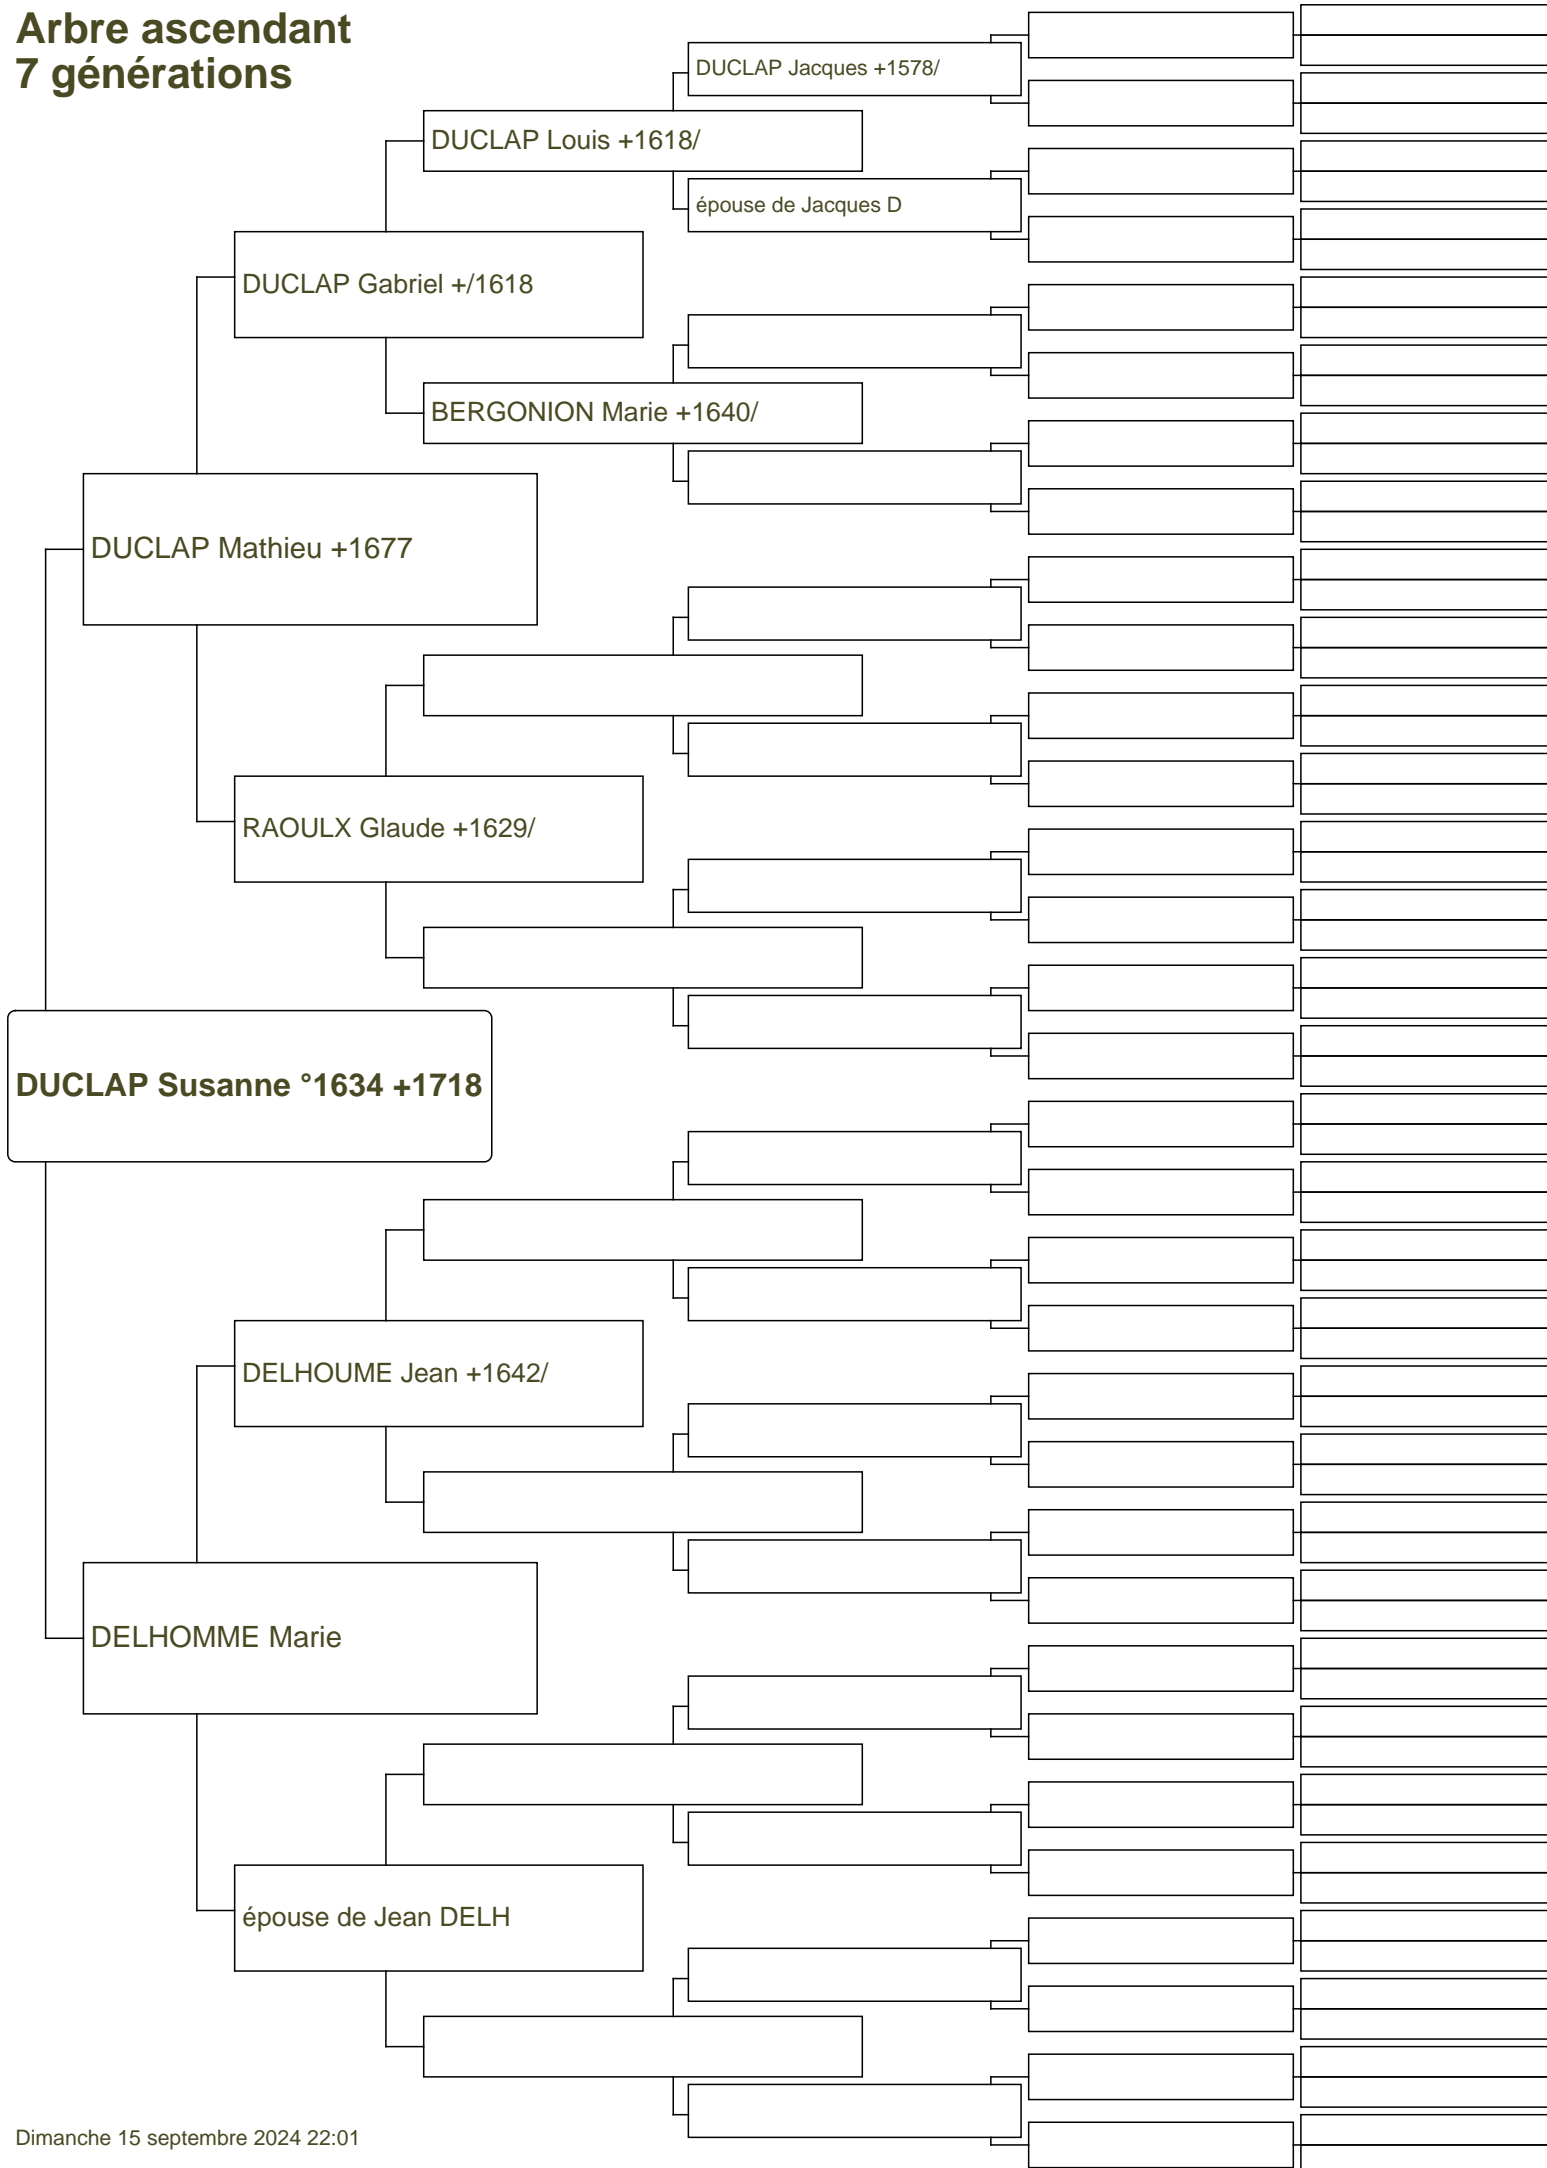 Arbre ascendant
7 générations
DUCLAP Jacques +1578/
DUCLAP Louis +1618/
épouse de Jacques D
DUCLAP Gabriel +/1618
BERGONION Marie +1640/
DUCLAP Mathieu +1677
RAOULX Glaude +1629/
DUCLAP Susanne °1634 +1718
DELHOUME Jean +1642/
DELHOMME Marie
épouse de Jean DELH
Dimanche 15 septembre 2024 22:01